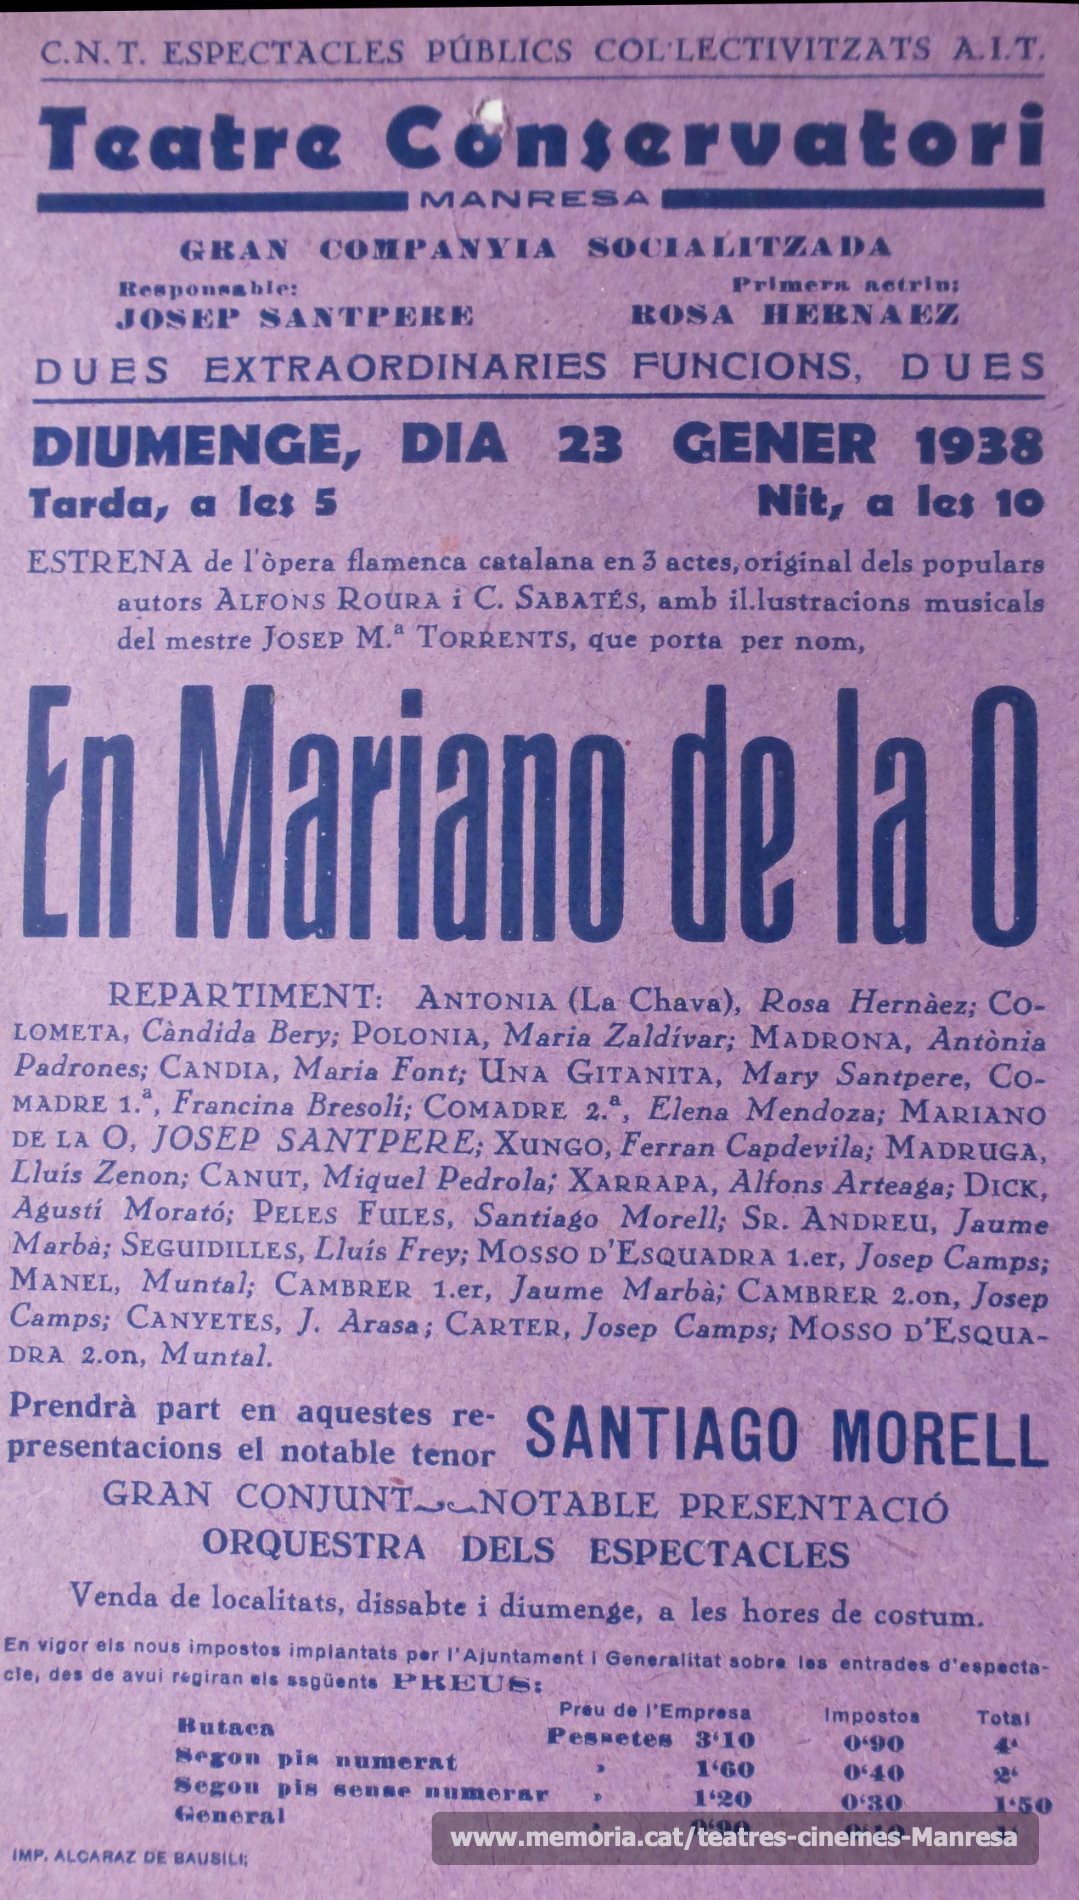 C.N.T. ESPECTACLES PÚBLICS COL·LECTIVITZATS A.I.T.
Teatre Conservatori
MANRESA
GRAN COMPANYIA SOCIALITZADA
Responsable: Primera actriu:
JOSEP SANTPERE ROSA HERNAEZ
DUES EXTRAORDINARIES FUNCIONS, DUES
DIUMENGE, DIA 23 GENER 1938
Tarda, a les 5 Nit, a les 10
ESTRENA de l'òpera flamenca catalana en 3 actes, original dels populars
autors ALFONS ROURA i C. SABATÉS, amb il.lustracions musicals
del mestre JOSEP M.ª TORRENTS, que porta per nom,
En Mariano de la O
REPARTIMENT: ANTONIA (LA CHAVA), Rosa Hernàez; CO-
LOMETA, Càndida Bery; POLONIA, Maria Zaldívar; MADRONA, Antònia
Padrones; CANDIA, Maria Font; UNA GITANITA, Mary Santpere, CO-
MADRE 1.ª, Francina Bresolí; COMADRE 2.ª, Elena Mendoza; MARIANO
DE LA O, JOSEP SANTPERE; XUNGO, Ferran Capdevila; MADRUGA,
Lluís Zenon; CANUT, Miquel Pedrola; XARRAPA, Alfons Arteaga; DICK,
Agustí Morató; PELES FULES, Santiago Morell; SR. ANDREU, Jaume
Marbà; SEGUIDILLES, Lluís Frey; MOSSO D'ESQUADRA 1.er, Josep Camps;
MANEL, Muntal; CAMBRER 1.er, Jaume Marbà; CAMBRER 2.on, Josep
Camps; CANYETES, J. Arasa; CARTER, Josep Camps; MOSSO D'ESQUA-
DRA 2.on, Muntal.
Prendrà part en aquestes re-
presentacions el notable tenor SANTIAGO MORELL
GRAN CONJUNT NOTABLE PRESENTACIÓ
ORQUESTRA DELS ESPECTACLES
Venda de localitats, dissabte i diumenge, a les hores de costum.
En vigor els nous impostos implantats per l'Ajuntament i Generalitat sobre les entrades d'especta-
cle, des de avui regiran els ssgüents PREUS:
Preu de l'Empresa Impostos Total
Butaca Pessetes 3'10 0'90 4'
Segon pis numerat » 1'60 0'40 2'
Segon pis sense numerar » 1'20 0'30 1'50
General » 0'90 0'10 1'
www.memoria.cat/teatres-cinemes-Manresa
IMP. ALCARAZ DE BAUSILI;